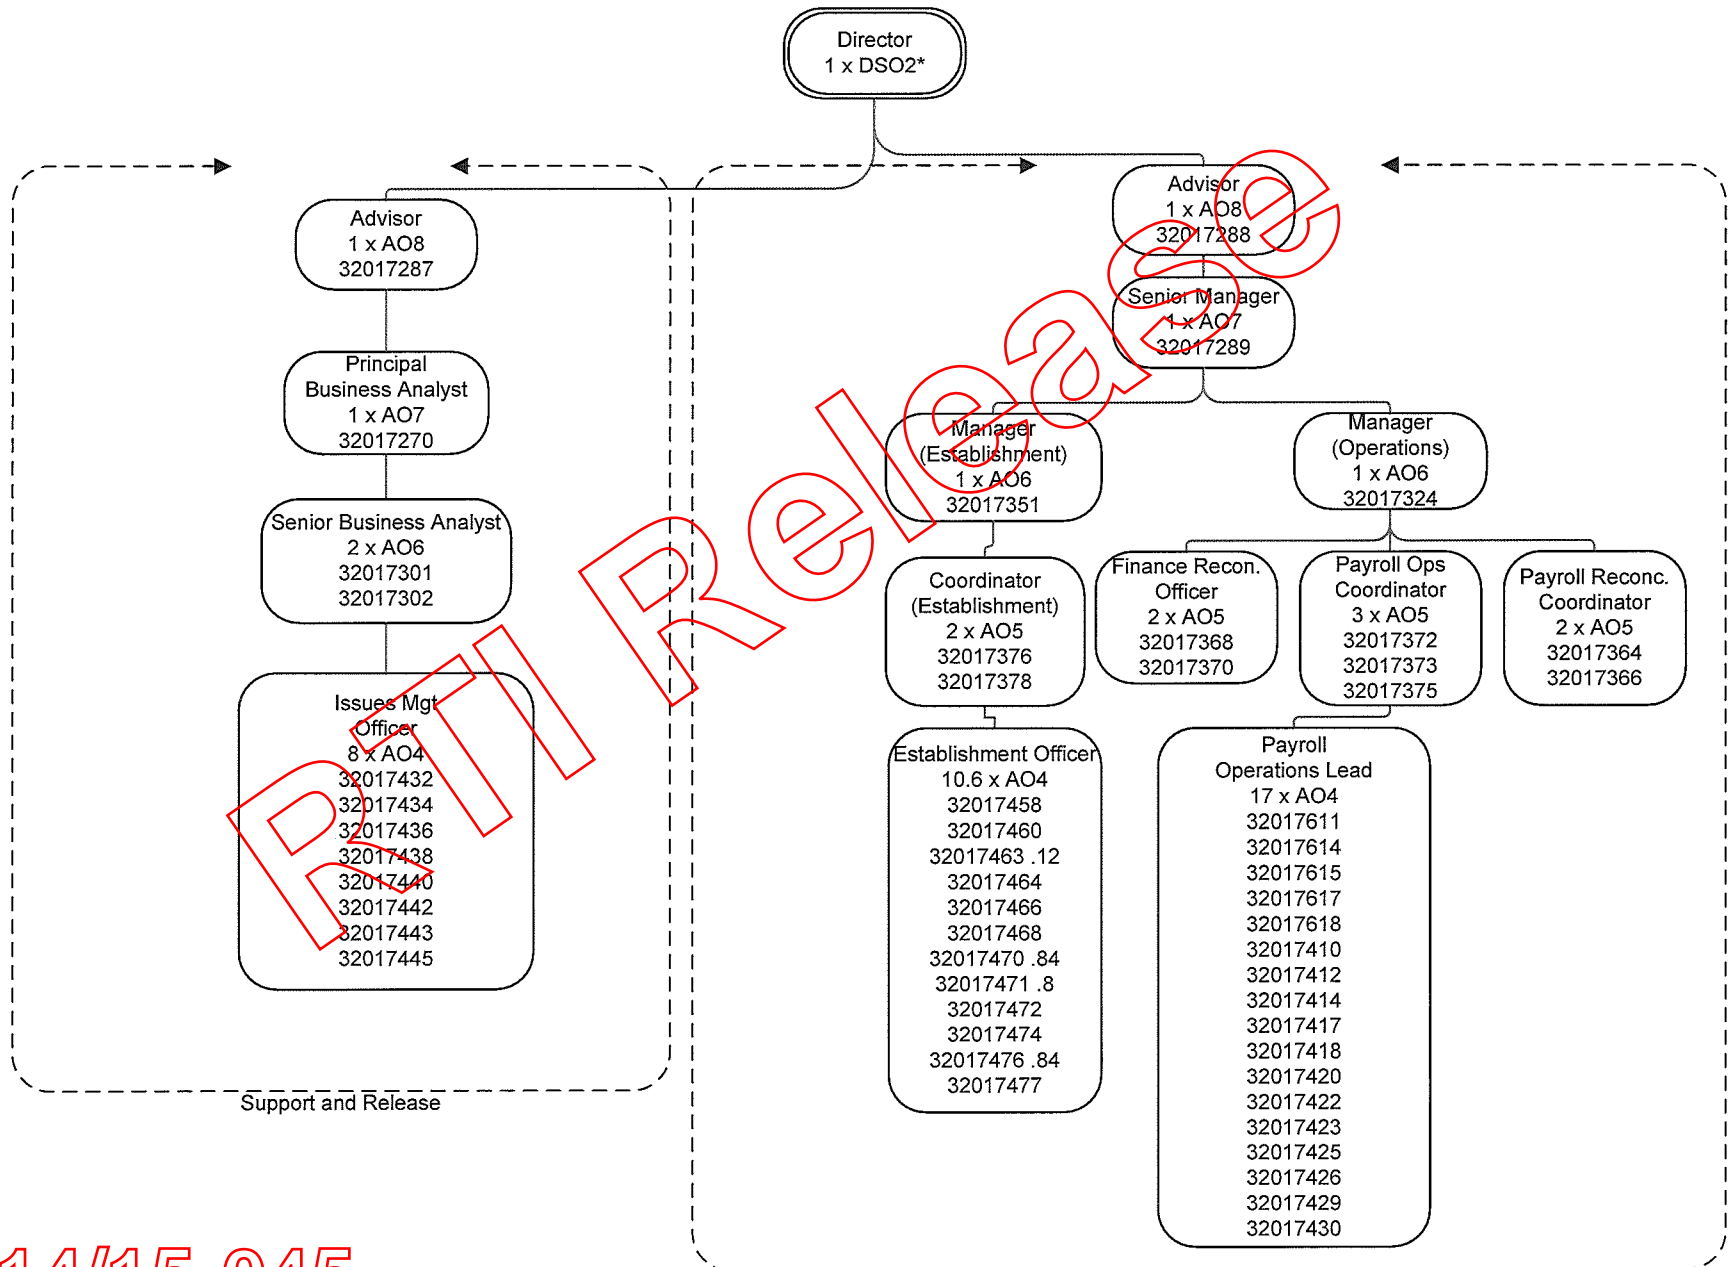 Director
1 x DSO2*
Advisor
1 x AO8
32017287
Principal
Business Analyst
1 x AO7
32017270
Senior Business Analyst
2 x AO6
32017301
32017302
Issues Mgt
Officer
8 x AO4
32017432
32017434
32017436
32017438
32017440
32017442
32017443
32017445
Support and Release
Advisor
1 x AO8
32017288
Senior Manager
1 x AO7
32017289
Manager
(Establishment)
1 x AO6
32017351
Coordinator
(Establishment)
2 x AO5
32017376
32017378
Establishment Officer
10.6 x AO4
32017458
32017460
32017463 .12
32017464
32017466
32017468
32017470 .84
32017471 .8
32017472
32017474
32017476 .84
32017477
Manager
(Operations)
1 x AO6
32017324
Finance Recon.
Officer
2 x AO5
32017368
32017370
Payroll Ops
Coordinator
3 x AO5
32017372
32017373
32017375
Payroll Reconc.
Coordinator
2 x AO5
32017364
32017366
Payroll
Operations Lead
17 x AO4
32017611
32017614
32017615
32017617
32017618
32017410
32017412
32017414
32017417
32017418
32017420
32017422
32017423
32017425
32017426
32017429
32017430
RTI Release
14/15-045